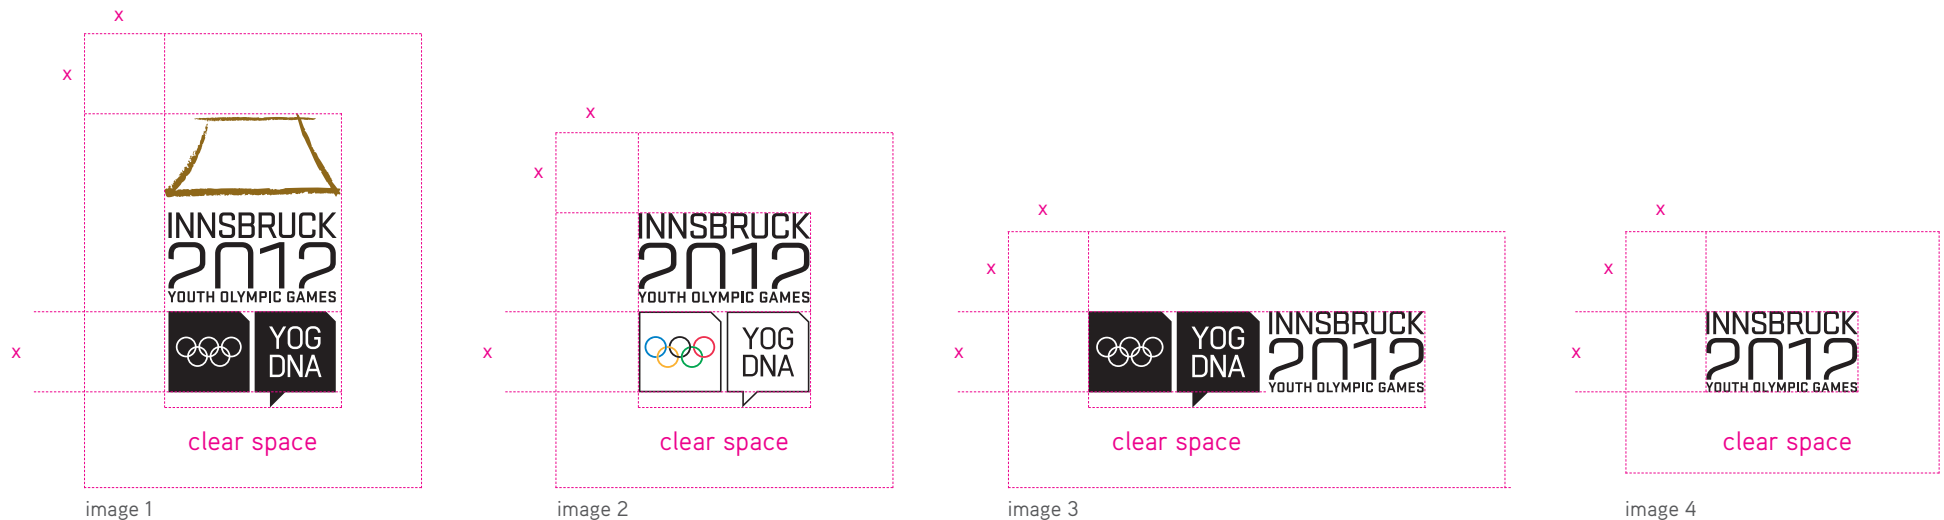 x
x
INNSBRUCK
2012
YOUTH OLYMPIC GAMES
x
YOG
DNA
clear space
image 1
x
x
INNSBRUCK
2012
YOUTH OLYMPIC GAMES
x
YOG
DNA
clear space
image 2
x
x
x
YOG
DNA
INNSBRUCK
2012
YOUTH OLYMPIC GAMES
clear space
image 3
x
x
x
INNSBRUCK
2012
YOUTH OLYMPIC GAMES
clear space
image 4